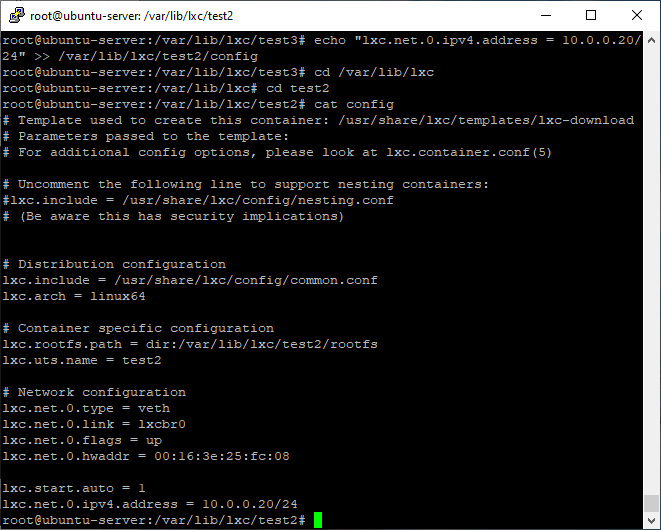 root@ubuntu-server: /var/lib/lxc/test2
root@ubuntu-server:/var/lib/lxc/test3# echo "lxc.net.0.ipv4.address = 10.0.0.20/
24" >> /var/lib/lxc/test2/config
root@ubuntu-server:/var/lib/lxc/test3# cd /var/lib/lxc
root@ubuntu-server:/var/lib/lxc# cd test2
root@ubuntu-server:/var/lib/lxc/test2# cat config
# Template used to create this container: /usr/share/lxc/templates/lxc-download
# Parameters passed to the template:
# For additional config options, please look at lxc.container.conf(5)
# Uncomment the following line to support nesting containers:
#lxc.include = /usr/share/lxc/config/nesting.conf
# (Be aware this has security implications)
# Distribution configuration
lxc.include = /usr/share/lxc/config/common.conf
lxc.arch = linux64
# Container specific configuration
lxc.rootfs.path = dir:/var/lib/lxc/test2/rootfs
lxc.uts.name = test2
# Network configuration
lxc.net.0.type = veth
lxc.net.0.link = lxcbr0
lxc.net.0.flags = up
lxc.net.0.hwaddr = 00:16:3e:25:fc:08
lxc.start.auto = 1
lxc.net.0.ipv4.address = 10.0.0.20/24
root@ubuntu-server:/var/lib/lxc/test2#